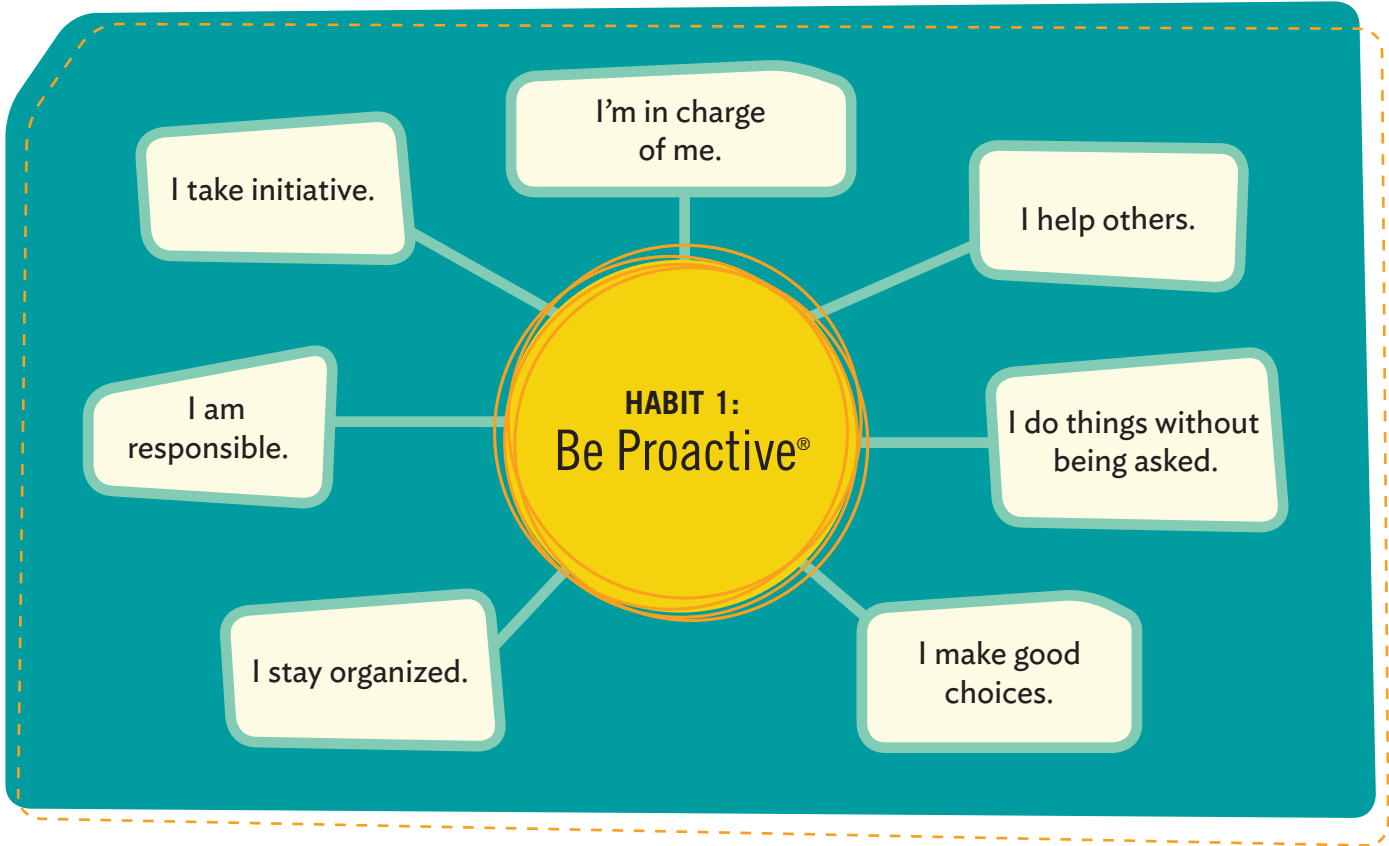 I'm in charge
of me.
I take initiative.
I help others.
HABIT 1:
Be Proactive®
I am
responsible.
I do things without
being asked.
I stay organized.
I make good
choices.